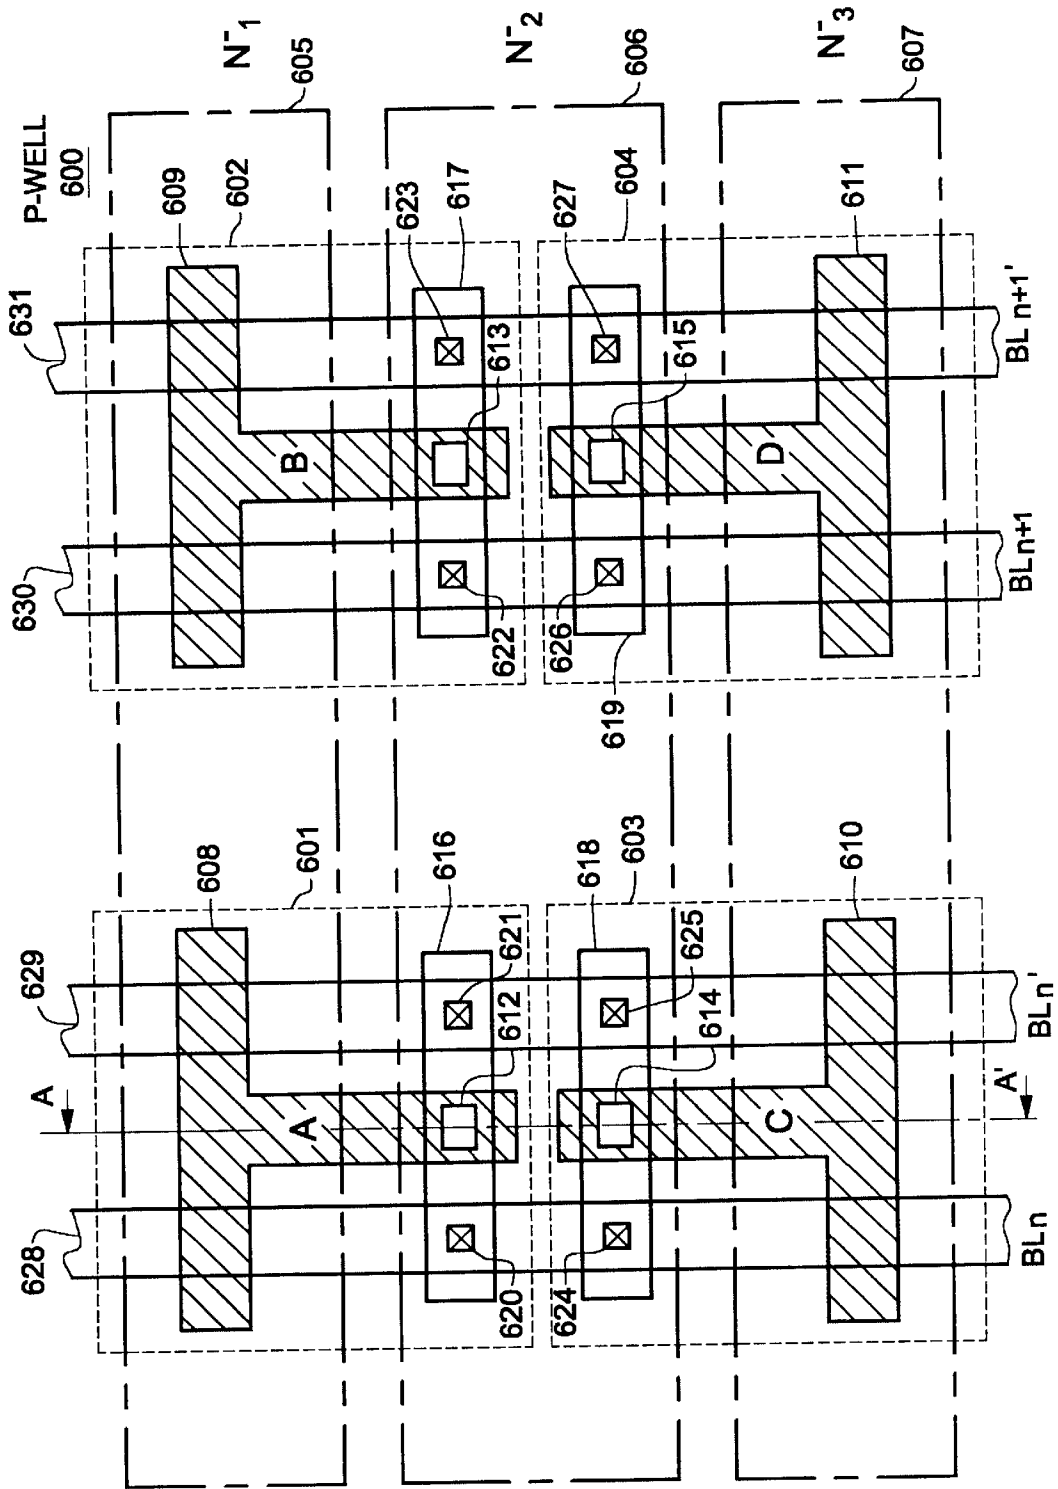 P-WELL
600
N⁻1
605
N⁻2
606
N⁻3
607
631
609
602
623
617
613
604
627
615
611
BLn+1'
B
D
630
622
626
619
BLn+1
629
608
601
616
621
612
603
618
625
614
610
BLn'
A
A
C
A'
628
620
624
BLn